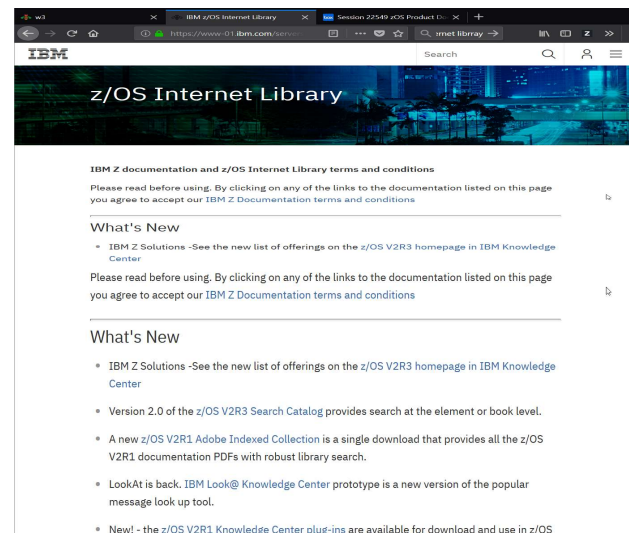 w3
IBM z/OS Internet Library
Session 22549 zOS Product Do
https://www-01.ibm.com/server
IBM
Search
z/OS Internet Library
IBM Z documentation and z/OS Internet Library terms and conditions
Please read before using. By clicking on any of the links to the documentation listed on this page
you agree to accept our IBM Z Documentation terms and conditions
What's New
IBM Z Solutions -See the new list of offerings on the z/OS V2R3 homepage in IBM Knowledge
Center
Please read before using. By clicking on any of the links to the documentation listed on this page
you agree to accept our IBM Z Documentation terms and conditions
What's New
IBM Z Solutions -See the new list of offerings on the z/OS V2R3 homepage in IBM Knowledge
Center
Version 2.0 of the z/OS V2R3 Search Catalog provides search at the element or book level.
A new z/OS V2R1 Adobe Indexed Collection is a single download that provides all the z/OS
V2R1 documentation PDFs with robust library search.
LookAt is back. IBM Look@ Knowledge Center prototype is a new version of the popular
message look up tool.
New! - the z/OS V2R1 Knowledge Center plug-ins are available for download and use in z/OS